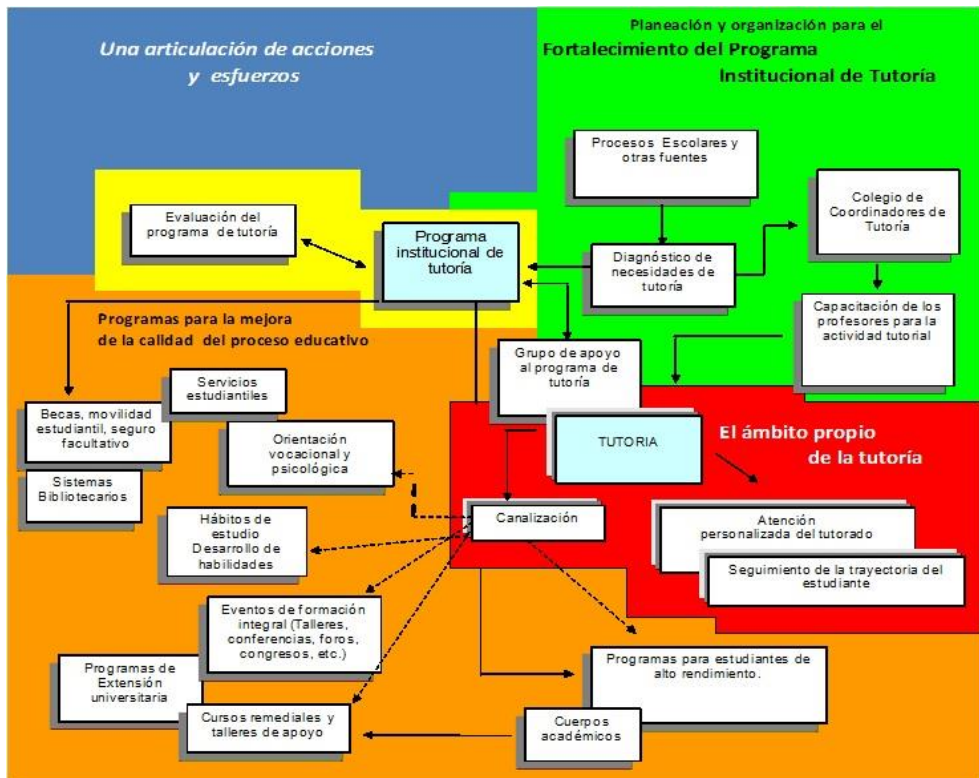 Una articulación de acciones
y esfuerzos
Planeación y organización para el
Fortalecimiento del Programa
Institucional de Tutoría
Procesos Escolares y
otras fuentes
Colegio de
Coordinadores de
Tutoría
Evaluación del
programa de tutoría
Programa
institucional de
tutoría
Diagnóstico de
necesidades de
tutoría
Capacitación de los
profesores para la
actividad tutorial
Programas para la mejora
de la calidad del proceso educativo
Grupo de apoyo
al programa de
tutoría
Servicios
estudiantiles
Becas, movilidad
estudiantil, seguro
facultativo
Orientación
vocacional y
psicológica
TUTORIA
El ámbito propio
de la tutoría
Sistemas
Bibliotecarios
Canalización
Atención
personalizada del tutorado
Hábitos de
estudio
Desarrollo de
habilidades
Seguimiento de la trayectoria del
estudiante
Eventos de formación
integral (Talleres,
conferencias, foros,
congresos, etc.)
Programas de
Extensión
universitaria
Programas para estudiantes de
alto rendimiento.
Cursos remediales y
talleres de apoyo
Cuerpos
académicos